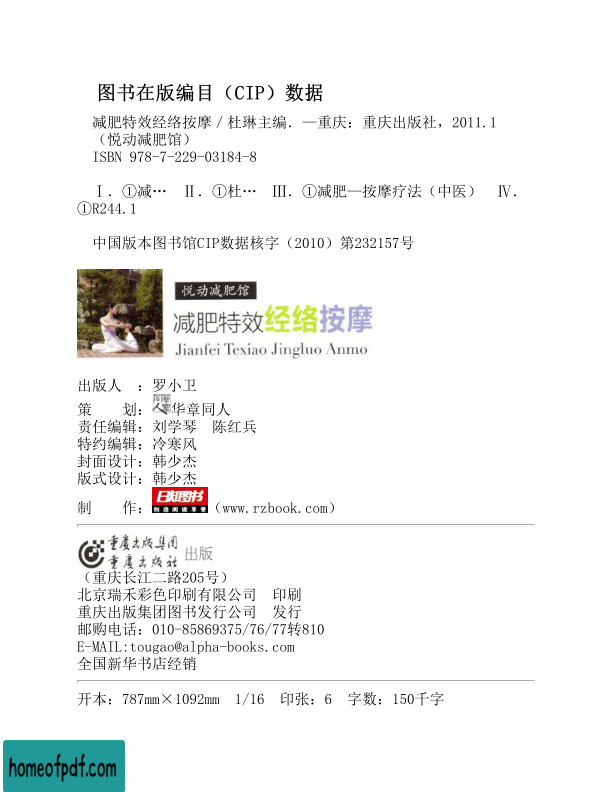 图书在版编目（CIP）数据
减肥特效经络按摩／杜琳主编．—重庆：重庆出版社，2011.1
（悦动减肥馆）
ISBN 978-7-229-03184-8
Ⅰ．①减…　Ⅱ．①杜…　Ⅲ．①减肥—按摩疗法（中医）　Ⅳ．
①R244.1
中国版本图书馆CIP数据核字（2010）第232157号
悦动减肥馆
减肥特效经络按摩
Jianfei Texiao Jingluo Anmo
出版人　：罗小卫
策　　划：华章同人
责任编辑：刘学琴　陈红兵
特约编辑：冷寒风
封面设计：韩少杰
版式设计：韩少杰
日知图书
创造阅读享受
制　　作：（www.rzbook.com）
重庆出版集团
重庆出版社 出版
（重庆长江二路205号）
北京瑞禾彩色印刷有限公司　印刷
重庆出版集团图书发行公司　发行
邮购电话：010-85869375/76/77转810
E-MAIL:tougao@alpha-books.com
全国新华书店经销
开本：787mm×1092mm　1/16　印张：6　字数：150千字
homeofpdf.com